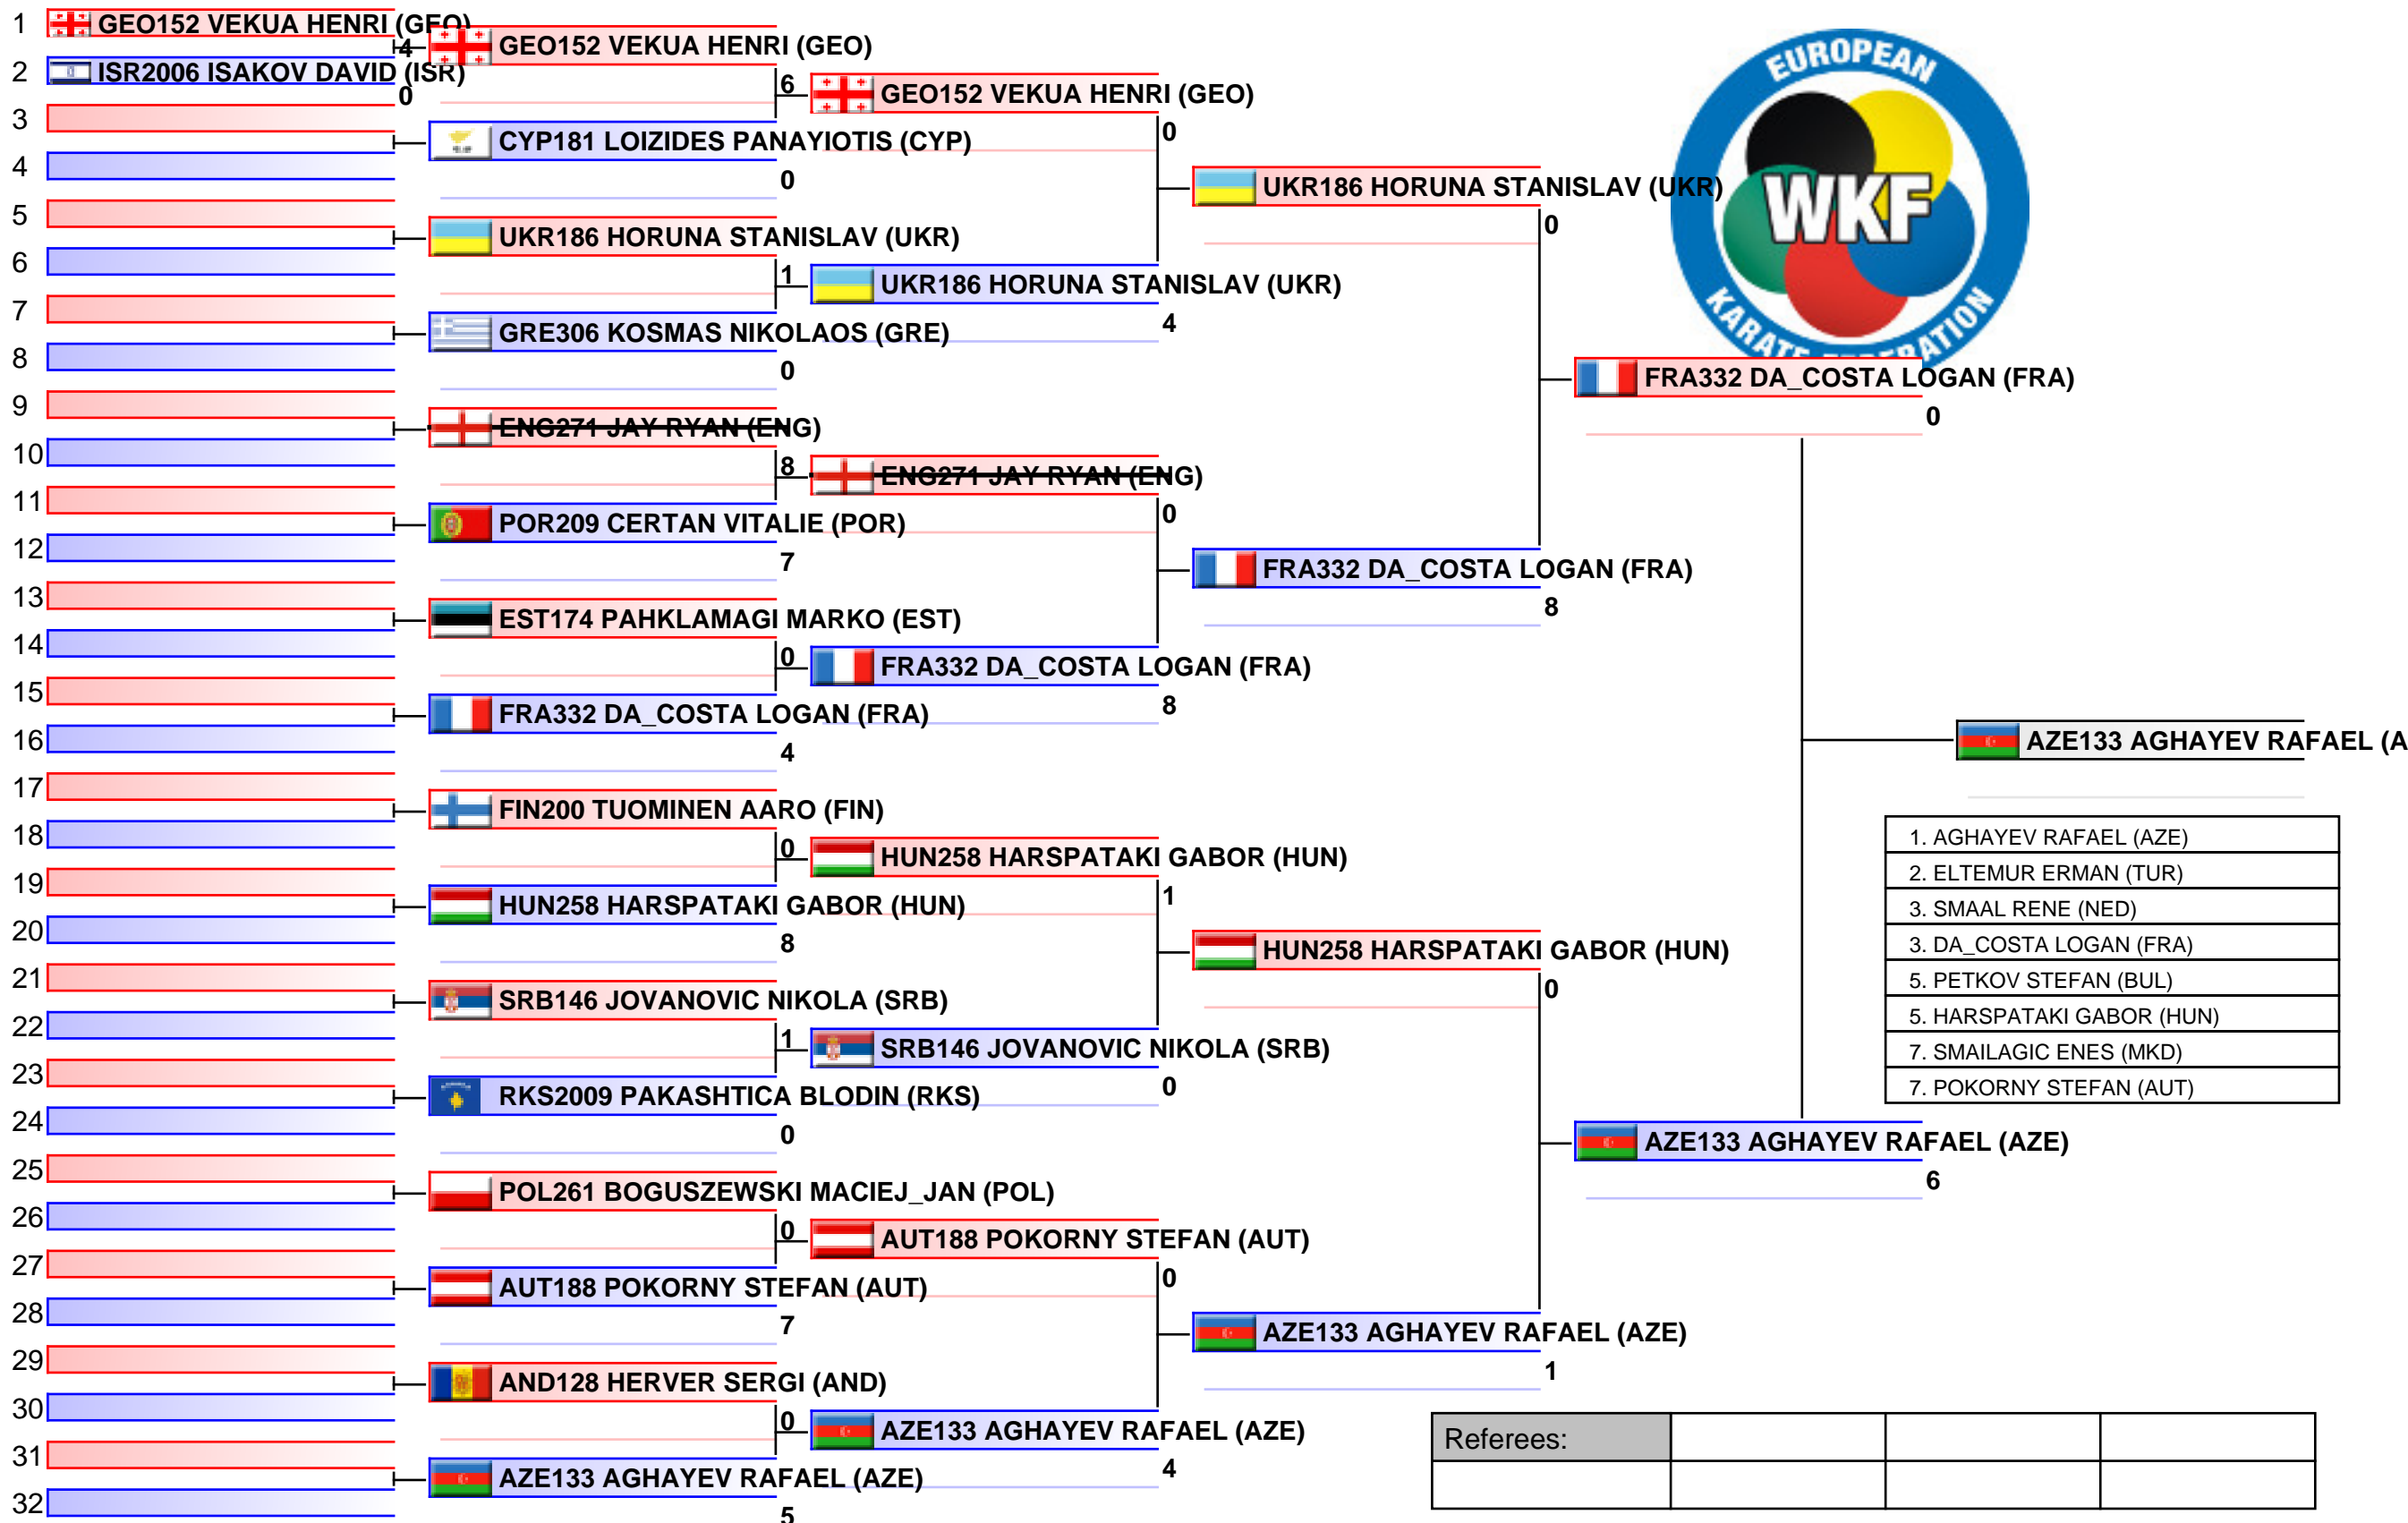 1
GEO152 VEKUA HENRI (GEO)
4
2
ISR2006 ISAKOV DAVID (ISR)
0
3
4
5
6
7
8
9
10
11
12
13
14
15
16
17
18
19
20
21
22
23
24
25
26
27
28
29
30
31
32
GEO152 VEKUA HENRI (GEO)
6
CYP181 LOIZIDES PANAYIOTIS (CYP)
0
UKR186 HORUNA STANISLAV (UKR)
1
GRE306 KOSMAS NIKOLAOS (GRE)
0
ENG271 JAY RYAN (ENG)
8
POR209 CERTAN VITALIE (POR)
7
EST174 PAHKLAMAGI MARKO (EST)
0
FRA332 DA_COSTA LOGAN (FRA)
4
FIN200 TUOMINEN AARO (FIN)
0
HUN258 HARSPATAKI GABOR (HUN)
8
SRB146 JOVANOVIC NIKOLA (SRB)
1
RKS2009 PAKASHTICA BLODIN (RKS)
0
POL261 BOGUSZEWSKI MACIEJ_JAN (POL)
0
AUT188 POKORNY STEFAN (AUT)
7
AND128 HERVER SERGI (AND)
0
AZE133 AGHAYEV RAFAEL (AZE)
5
GEO152 VEKUA HENRI (GEO)
0
UKR186 HORUNA STANISLAV (UKR)
4
ENG271 JAY RYAN (ENG)
0
FRA332 DA_COSTA LOGAN (FRA)
8
HUN258 HARSPATAKI GABOR (HUN)
1
SRB146 JOVANOVIC NIKOLA (SRB)
0
AUT188 POKORNY STEFAN (AUT)
0
AZE133 AGHAYEV RAFAEL (AZE)
4
UKR186 HORUNA STANISLAV (UKR)
0
FRA332 DA_COSTA LOGAN (FRA)
8
HUN258 HARSPATAKI GABOR (HUN)
0
AZE133 AGHAYEV RAFAEL (AZE)
1
EUROPEAN
WKF
KARATE FEDERATION
FRA332 DA_COSTA LOGAN (FRA)
0
AZE133 AGHAYEV RAFAEL (AZE)
6
AZE133 AGHAYEV RAFAEL (A
1. AGHAYEV RAFAEL (AZE)
2. ELTEMUR ERMAN (TUR)
3. SMAAL RENE (NED)
3. DA_COSTA LOGAN (FRA)
5. PETKOV STEFAN (BUL)
5. HARSPATAKI GABOR (HUN)
7. SMAILAGIC ENES (MKD)
7. POKORNY STEFAN (AUT)
Referees: